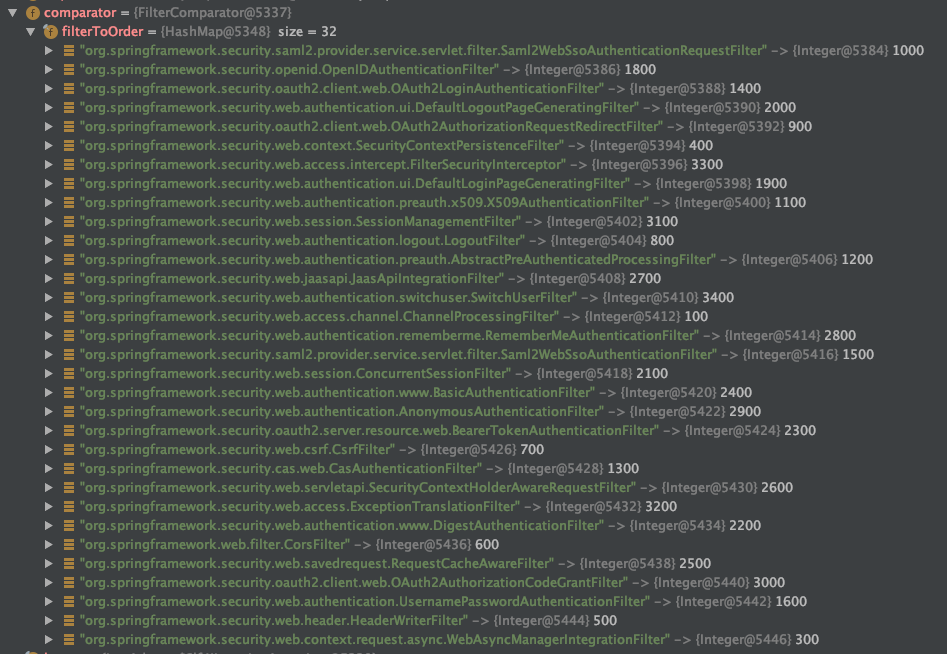 comparator = {FilterComparator@5337}
filterToOrder = {HashMap@5348} size = 32
"org.springframework.security.saml2.provider.service.servlet.filter.Saml2WebSsoAuthenticationRequestFilter" -> {Integer@5384} 1000
"org.springframework.security.openid.OpenIDAuthenticationFilter" -> {Integer@5386} 1800
"org.springframework.security.oauth2.client.web.OAuth2LoginAuthenticationFilter" -> {Integer@5388} 1400
"org.springframework.security.web.authentication.ui.DefaultLogoutPageGeneratingFilter" -> {Integer@5390} 2000
"org.springframework.security.oauth2.client.web.OAuth2AuthorizationRequestRedirectFilter" -> {Integer@5392} 900
"org.springframework.security.web.context.SecurityContextPersistenceFilter" -> {Integer@5394} 400
"org.springframework.security.web.access.intercept.FilterSecurityInterceptor" -> {Integer@5396} 3300
"org.springframework.security.web.authentication.ui.DefaultLoginPageGeneratingFilter" -> {Integer@5398} 1900
"org.springframework.security.web.authentication.preauth.x509.X509AuthenticationFilter" -> {Integer@5400} 1100
"org.springframework.security.web.session.SessionManagementFilter" -> {Integer@5402} 3100
"org.springframework.security.web.authentication.logout.LogoutFilter" -> {Integer@5404} 800
"org.springframework.security.web.authentication.preauth.AbstractPreAuthenticatedProcessingFilter" -> {Integer@5406} 1200
"org.springframework.security.web.jaasapi.JaasApiIntegrationFilter" -> {Integer@5408} 2700
"org.springframework.security.web.authentication.switchuser.SwitchUserFilter" -> {Integer@5410} 3400
"org.springframework.security.web.access.channel.ChannelProcessingFilter" -> {Integer@5412} 100
"org.springframework.security.web.authentication.rememberme.RememberMeAuthenticationFilter" -> {Integer@5414} 2800
"org.springframework.security.saml2.provider.service.servlet.filter.Saml2WebSsoAuthenticationFilter" -> {Integer@5416} 1500
"org.springframework.security.web.session.ConcurrentSessionFilter" -> {Integer@5418} 2100
"org.springframework.security.web.authentication.www.BasicAuthenticationFilter" -> {Integer@5420} 2400
"org.springframework.security.web.authentication.AnonymousAuthenticationFilter" -> {Integer@5422} 2900
"org.springframework.security.oauth2.server.resource.web.BearerTokenAuthenticationFilter" -> {Integer@5424} 2300
"org.springframework.security.web.csrf.CsrfFilter" -> {Integer@5426} 700
"org.springframework.security.cas.web.CasAuthenticationFilter" -> {Integer@5428} 1300
"org.springframework.security.web.servletapi.SecurityContextHolderAwareRequestFilter" -> {Integer@5430} 2600
"org.springframework.security.web.access.ExceptionTranslationFilter" -> {Integer@5432} 3200
"org.springframework.security.web.authentication.www.DigestAuthenticationFilter" -> {Integer@5434} 2200
"org.springframework.web.filter.CorsFilter" -> {Integer@5436} 600
"org.springframework.security.web.savedrequest.RequestCacheAwareFilter" -> {Integer@5438} 2500
"org.springframework.security.oauth2.client.web.OAuth2AuthorizationCodeGrantFilter" -> {Integer@5440} 3000
"org.springframework.security.web.authentication.UsernamePasswordAuthenticationFilter" -> {Integer@5442} 1600
"org.springframework.security.web.header.HeaderWriterFilter" -> {Integer@5444} 500
"org.springframework.security.web.context.request.async.WebAsyncManagerIntegrationFilter" -> {Integer@5446} 300